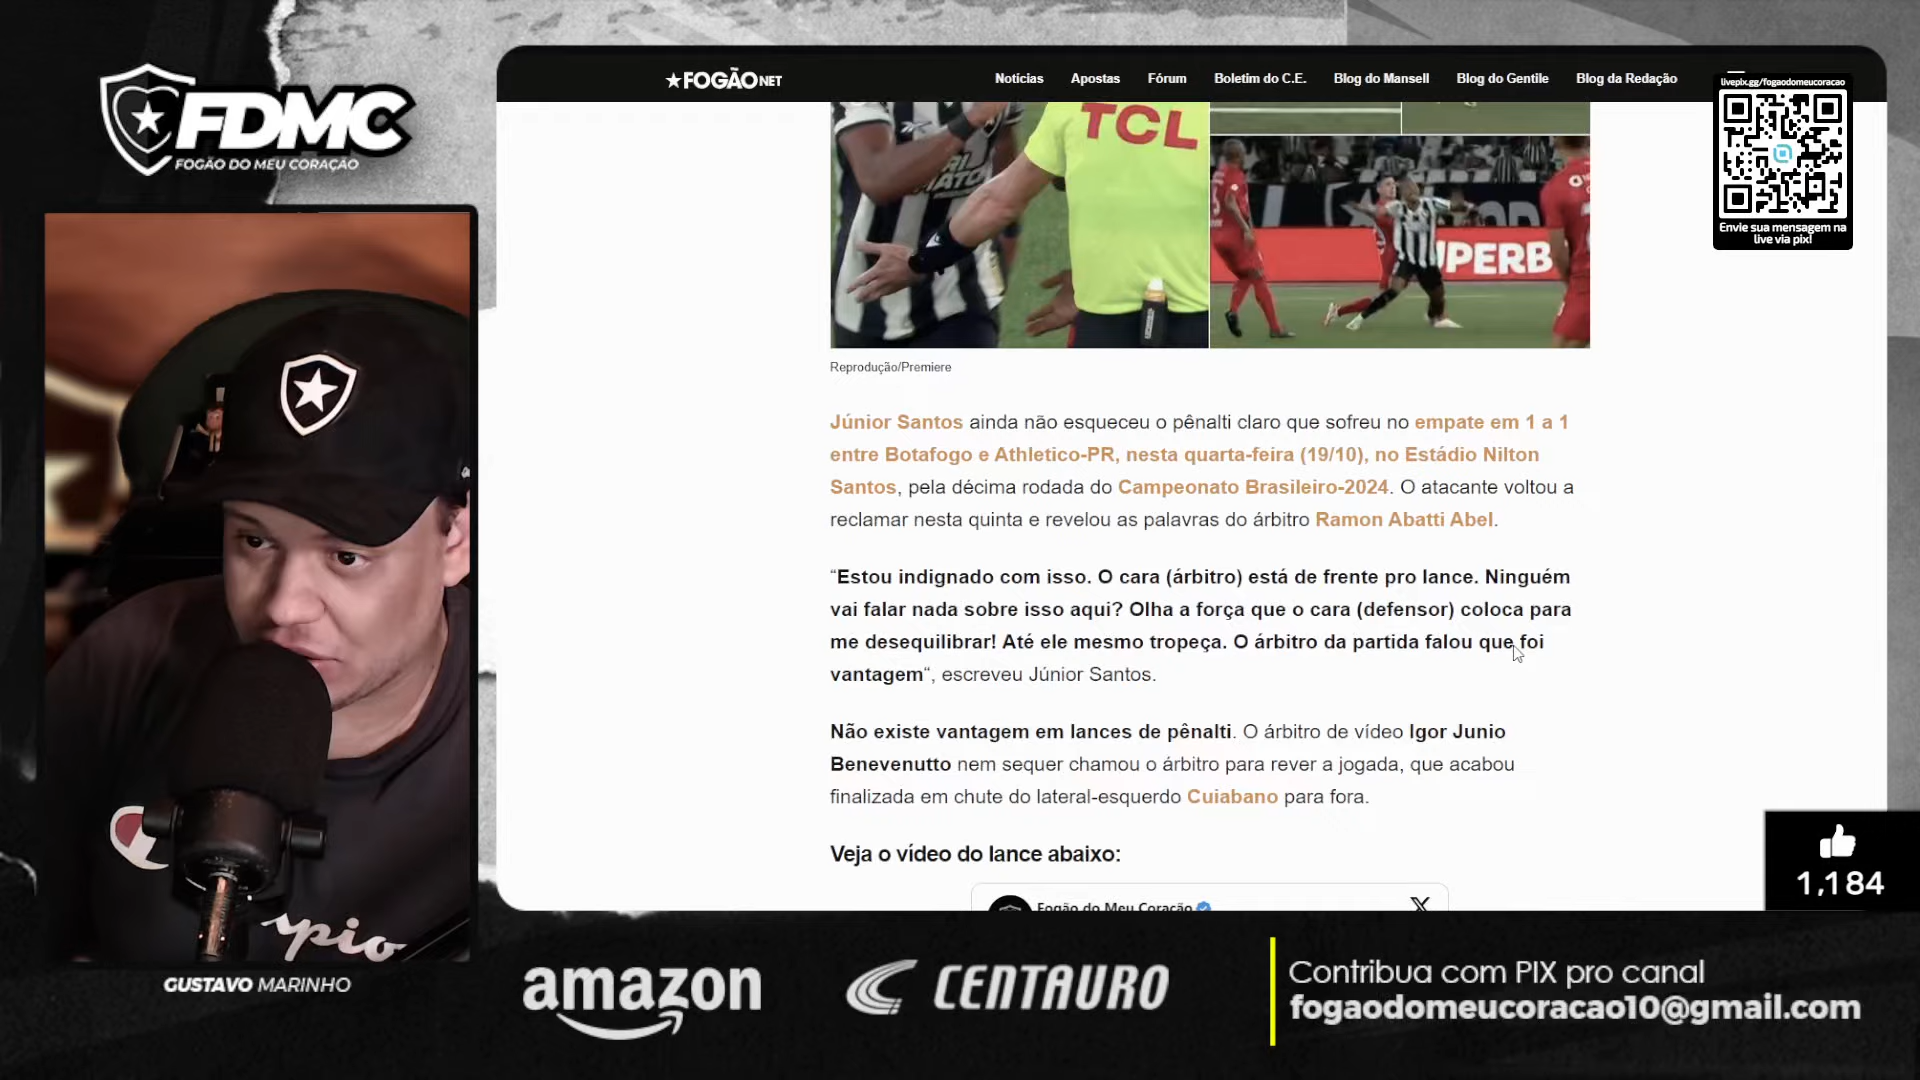 FDMC
FOGÃO DO MEU CORAÇÃO
FOGÃONET
Notícias
Apostas
Fórum
Boletim do C.E.
Blog do Mansell
Blog do Gentile
Blog da Redação
livepix.gg/fogaodomeucoracao
Envie sua mensagem na
live via pix!
TCL
UPERB
Reprodução/Premiere
Júnior Santos ainda não esqueceu o pênalti claro que sofreu no empate em 1 a 1
entre Botafogo e Athletico-PR, nesta quarta-feira (19/10), no Estádio Nilton
Santos, pela décima rodada do Campeonato Brasileiro-2024. O atacante voltou a
reclamar nesta quinta e revelou as palavras do árbitro Ramon Abatti Abel.
“Estou indignado com isso. O cara (árbitro) está de frente pro lance. Ninguém
vai falar nada sobre isso aqui? Olha a força que o cara (defensor) coloca para
me desequilibrar! Até ele mesmo tropeça. O árbitro da partida falou que foi
vantagem“, escreveu Júnior Santos.
Não existe vantagem em lances de pênalti. O árbitro de vídeo Igor Junio
Benevenutto nem sequer chamou o árbitro para rever a jogada, que acabou
finalizada em chute do lateral-esquerdo Cuiabano para fora.
Veja o vídeo do lance abaixo:
Fogão do Meu Coração
1,184
GUSTAVO MARINHO
amazon
CENTAURO
Contribua com PIX pro canal
fogaodomeucoracao10@gmail.com